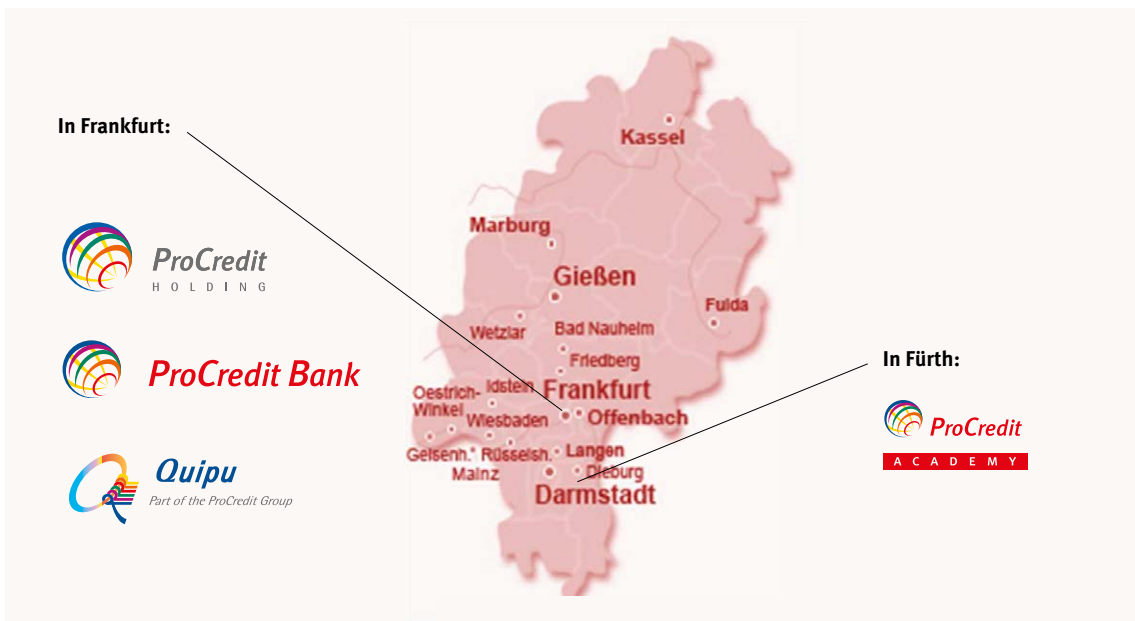 In Frankfurt:
ProCredit
HOLDING
ProCredit Bank
Quipu
Part of the ProCredit Group
Kassel
Marburg
Gießen
Fulda
Wetzlar
Bad Nauheim
Friedberg
Oestrich-
Winkel
Idstein
Frankfurt
Wiesbaden
Offenbach
Geisenh.
Rüsselsh.
Langen
Mainz
Dieburg
Darmstadt
In Fürth:
ProCredit
ACADEMY